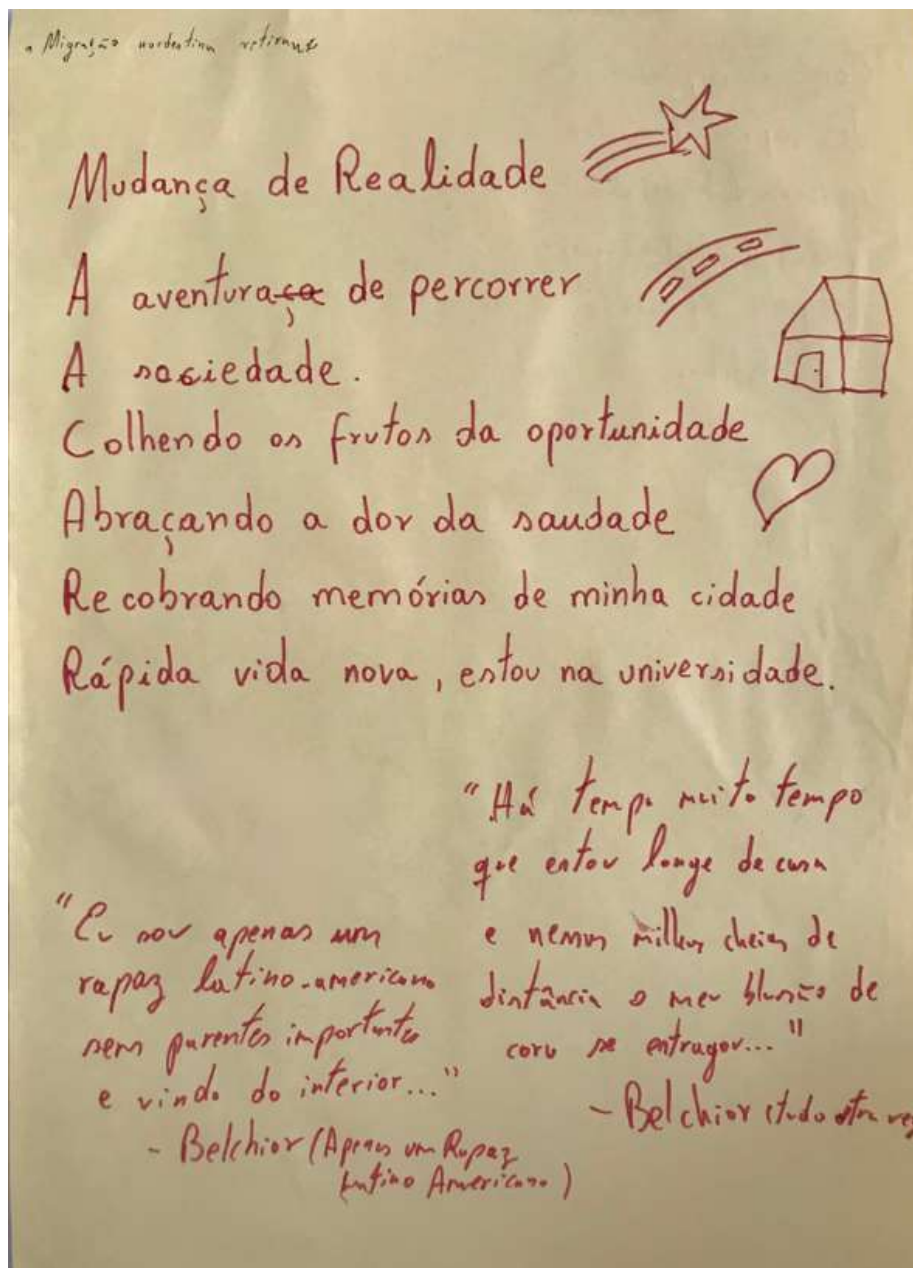 a Migração nordestina retirante
Mudança de Realidade
A aventura de percorrer
A sociedade.
Colhendo os frutos da oportunidade
Abraçando a dor da saudade
Recobrando memórias de minha cidade
Rápida vida nova, estou na universidade.
"Há tempo muito tempo
que estou longe de casa
e nessas milhas cheias de
distância o meu blusão de
coro se entragou..."
- Belchior (tudo outra vez
"Eu sou apenas um
rapaz latino-americano
sem parentes importantes
e vindo do interior..."
- Belchior (Apenas um Rapaz
Latino Americano)